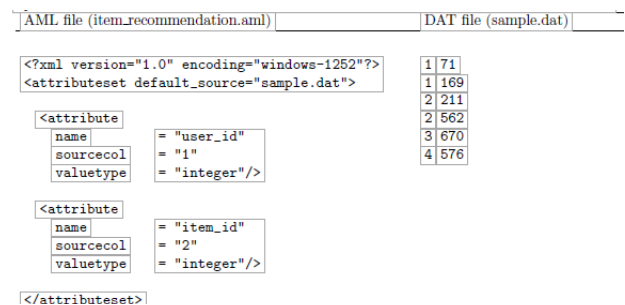 AML file (item_recommendation.aml) DAT file (sample.dat)
<?xml version="1.0" encoding="windows-1252"?> 1 71
<attributeset default_source="sample.dat"> 1 169
2 211
<attribute 2 562
name = "user_id" 3 670
sourcecol = "1" 4 576
valuetype = "integer"/>
<attribute
name = "item_id"
sourcecol = "2"
valuetype = "integer"/>
</attributeset>